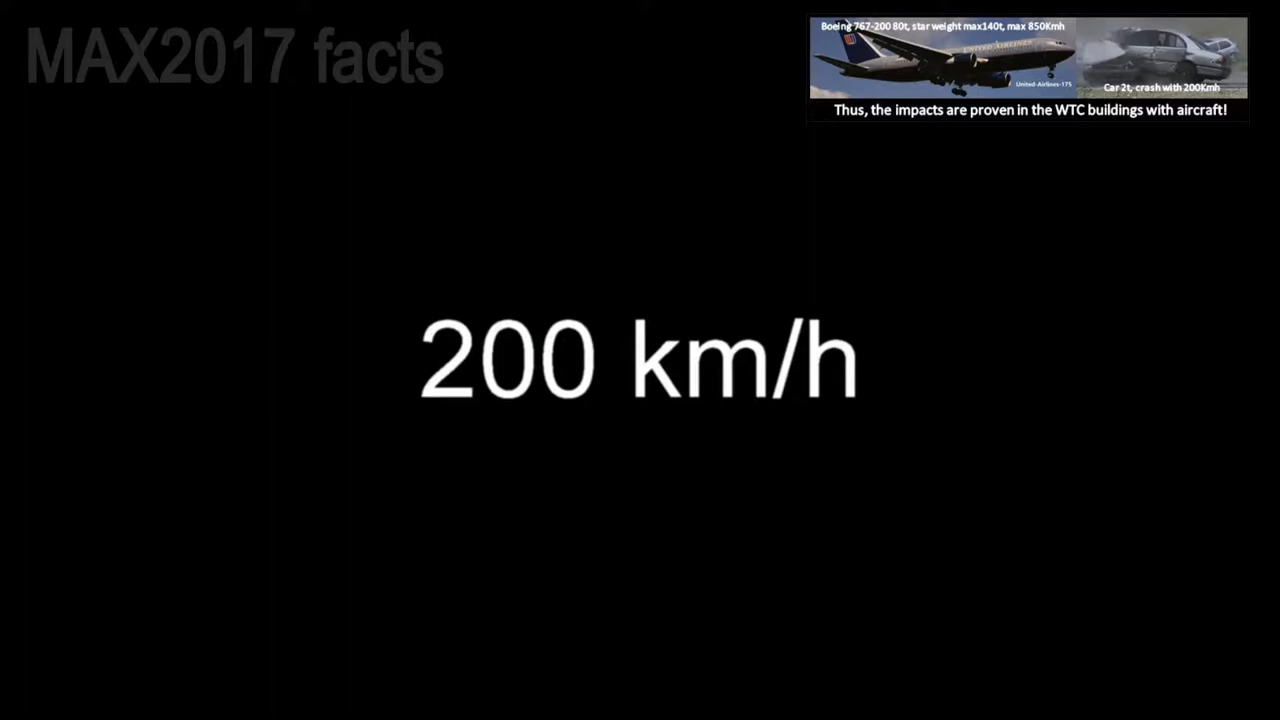 MAX2017 facts
Boeing 767-200 80t, star weight max140t, max 850Kmh
UNITED AIRLINES
United-Airlines-175
Car 2t, crash with 200Kmh
Thus, the impacts are proven in the WTC buildings with aircraft!
200 km/h